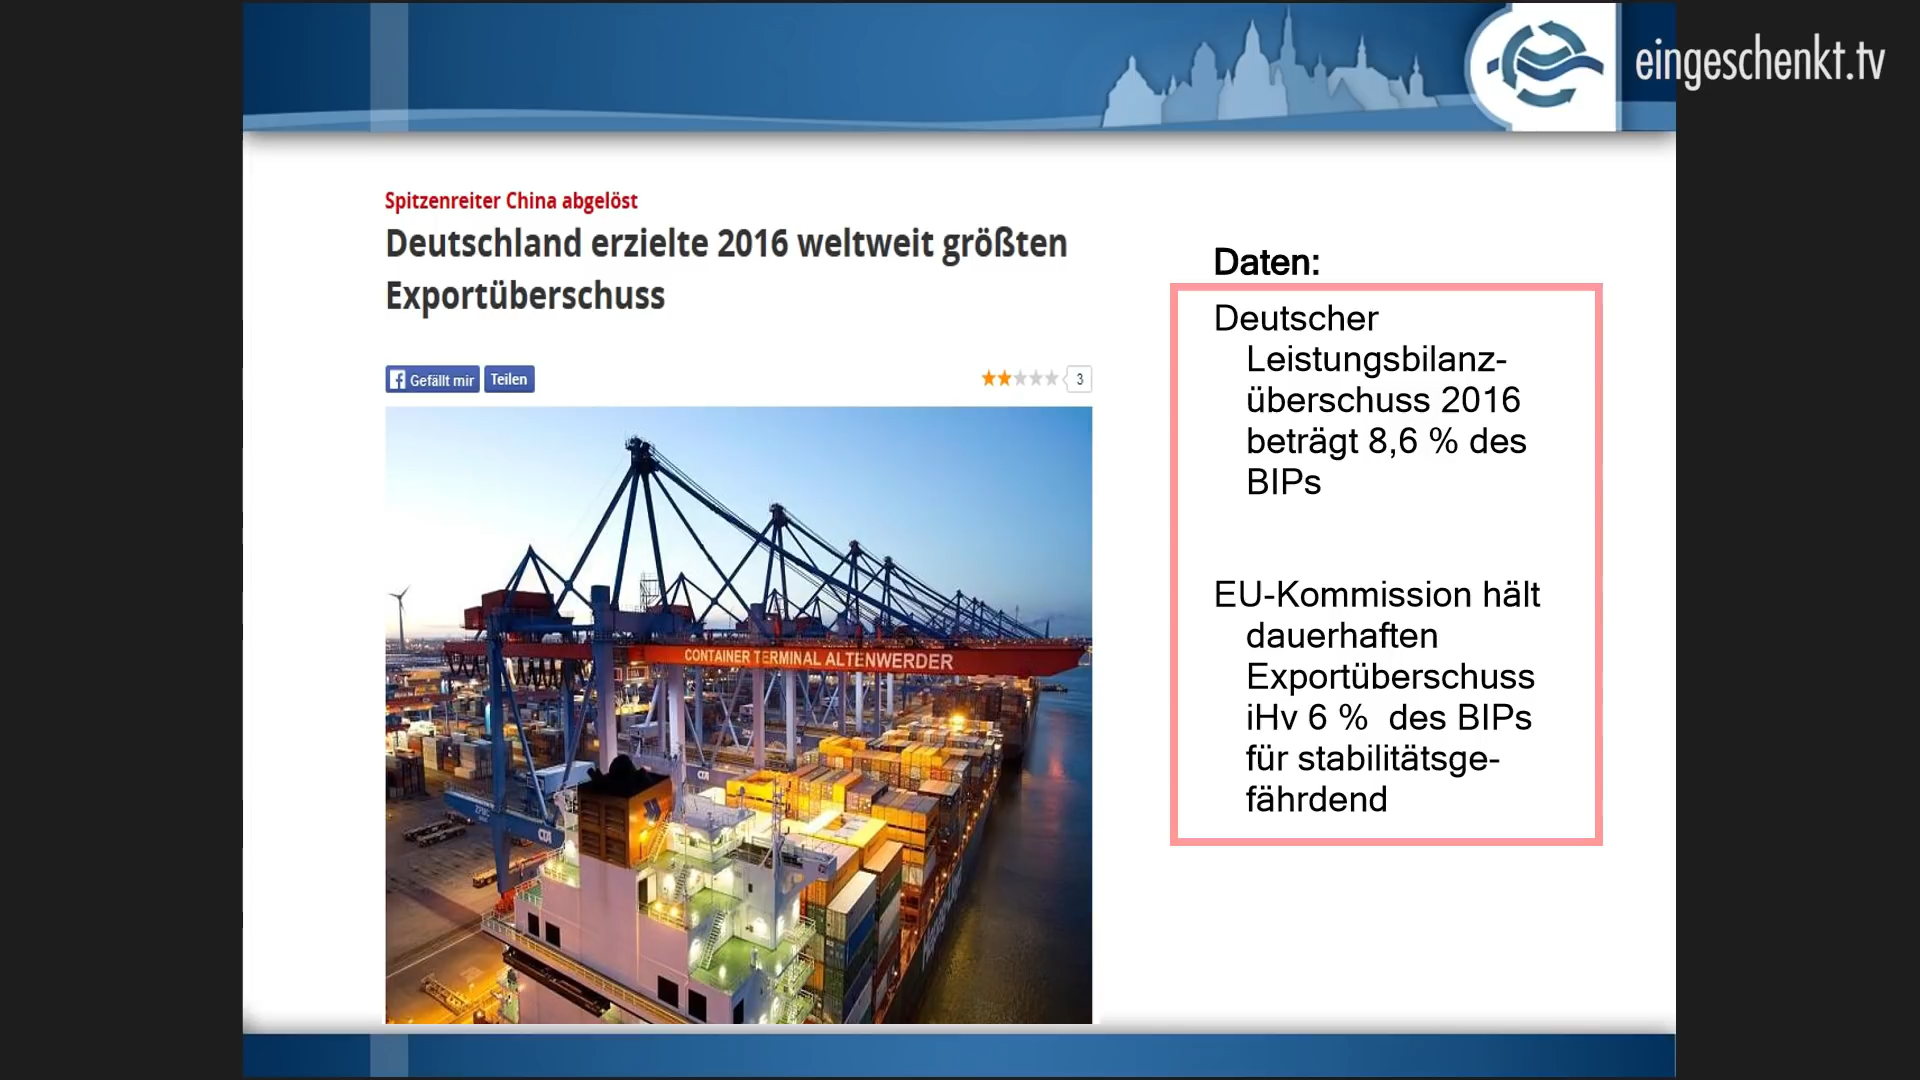 eingeschenkt.tv
Spitzenreiter China abgelöst
Deutschland erzielte 2016 weltweit größten
Exportüberschuss
Gefällt mir
Teilen
3
CONTAINER TERMINAL ALTENWERDER
CTA
CTA
Daten:
Deutscher
Leistungsbilanz-
überschuss 2016
beträgt 8,6 % des
BIPs
EU-Kommission hält
dauerhaften
Exportüberschuss
iHv 6 %  des BIPs
für stabilitätsge-
fährdend